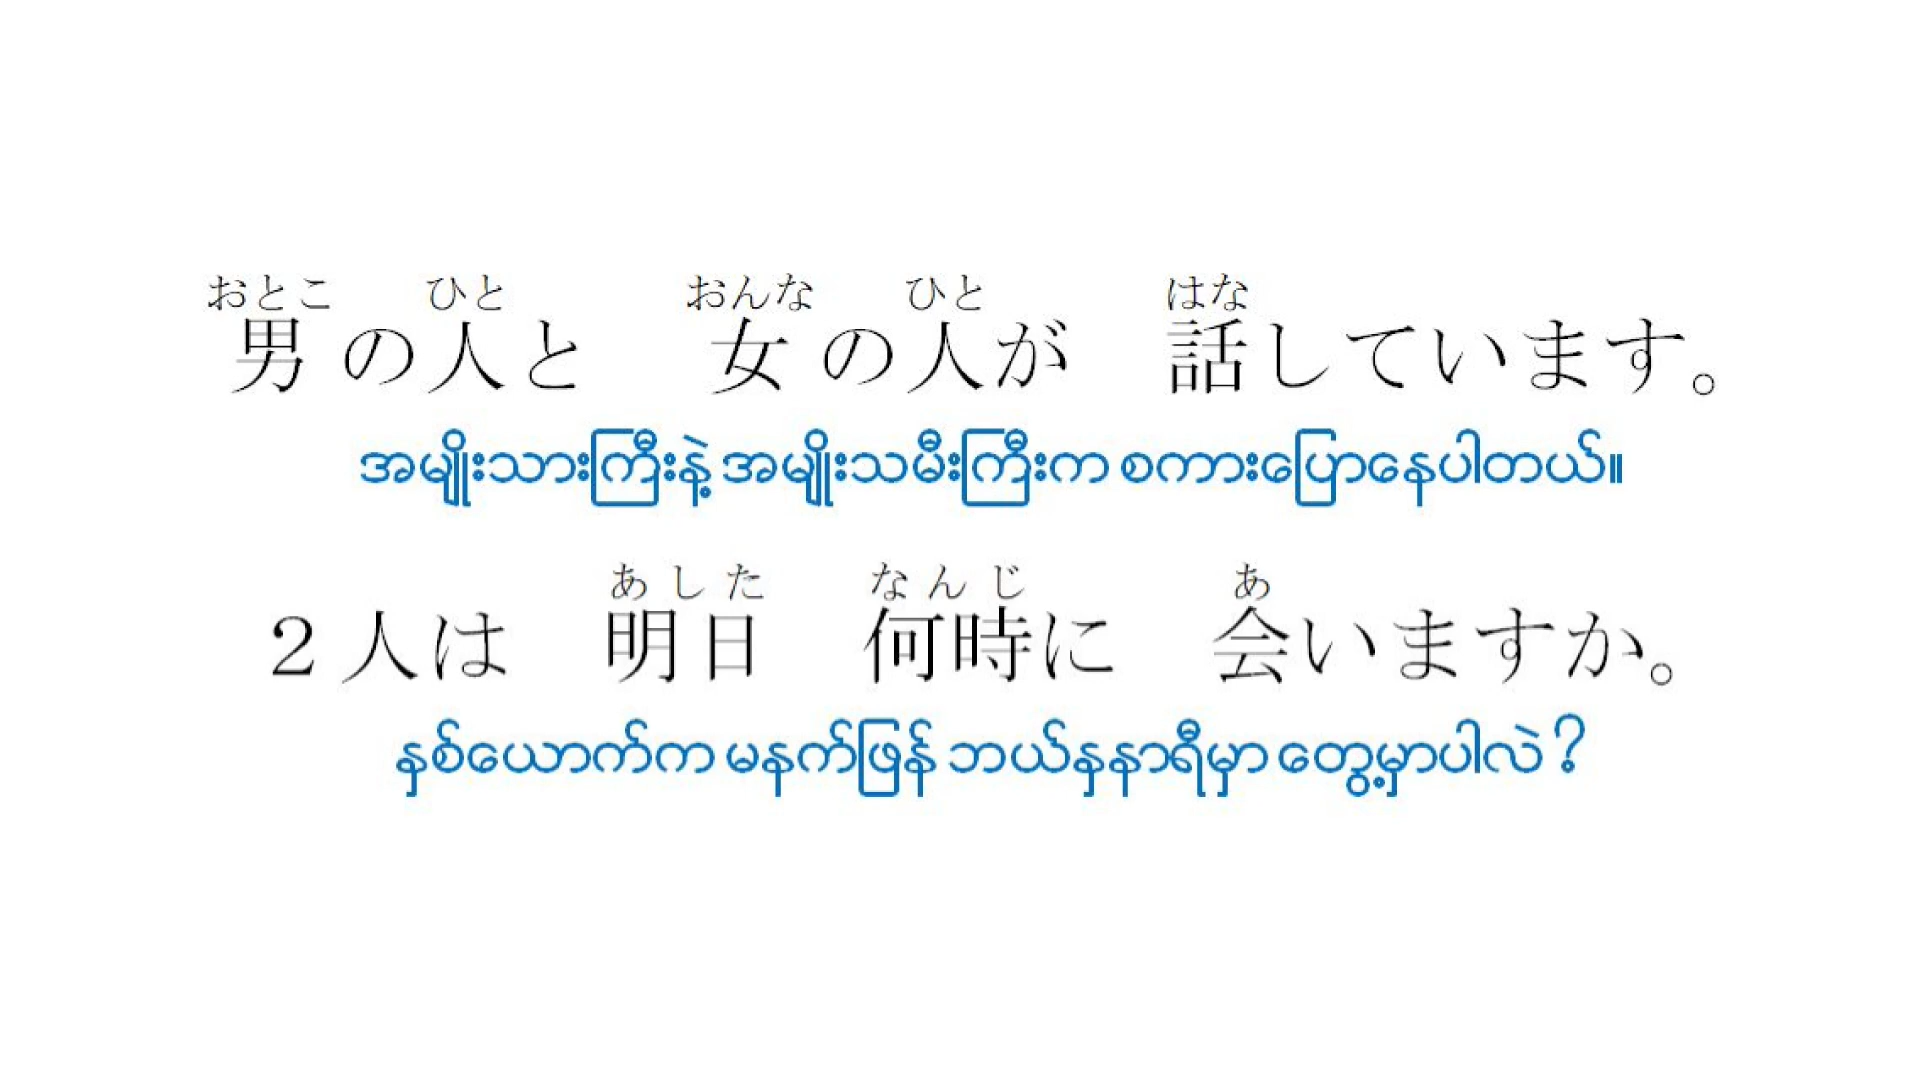 おとこ ひと おんな ひと はな
男の人と 女の人が 話しています。
အမျိုးသားကြီးနဲ့ အမျိုးသမီးကြီးက စကားပြောနေပါတယ်။
あした なんじ あ
２人は 明日 何時に 会いますか。
နှစ်ယောက်က မနက်ဖြန် ဘယ်နှနာရီမှာ တွေ့မှာပါလဲ?